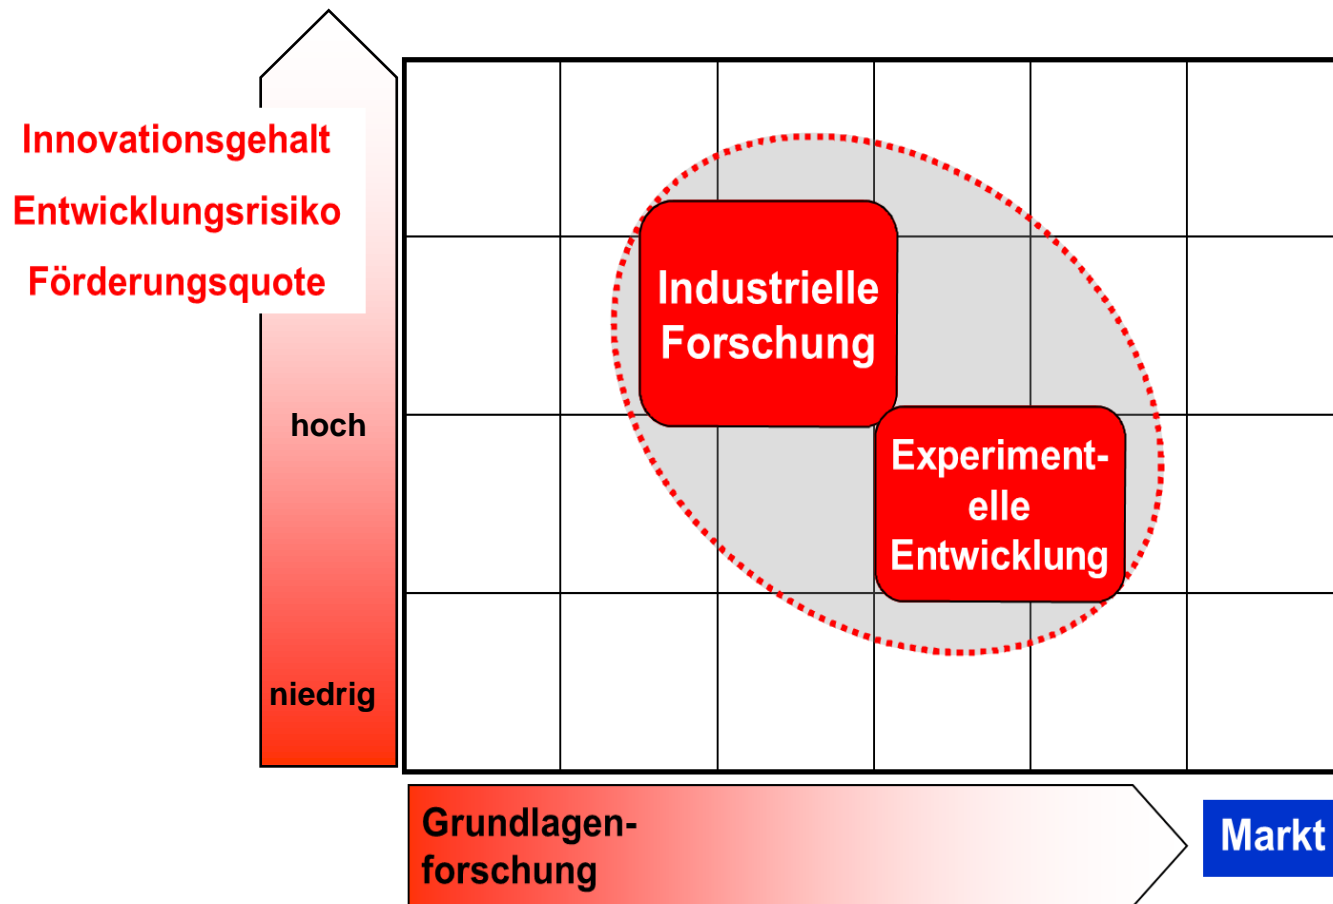 Innovationsgehalt
Entwicklungsrisiko
Förderungsquote
hoch
niedrig
Industrielle
Forschung
Experiment-
elle
Entwicklung
Grundlagen-
forschung
Markt